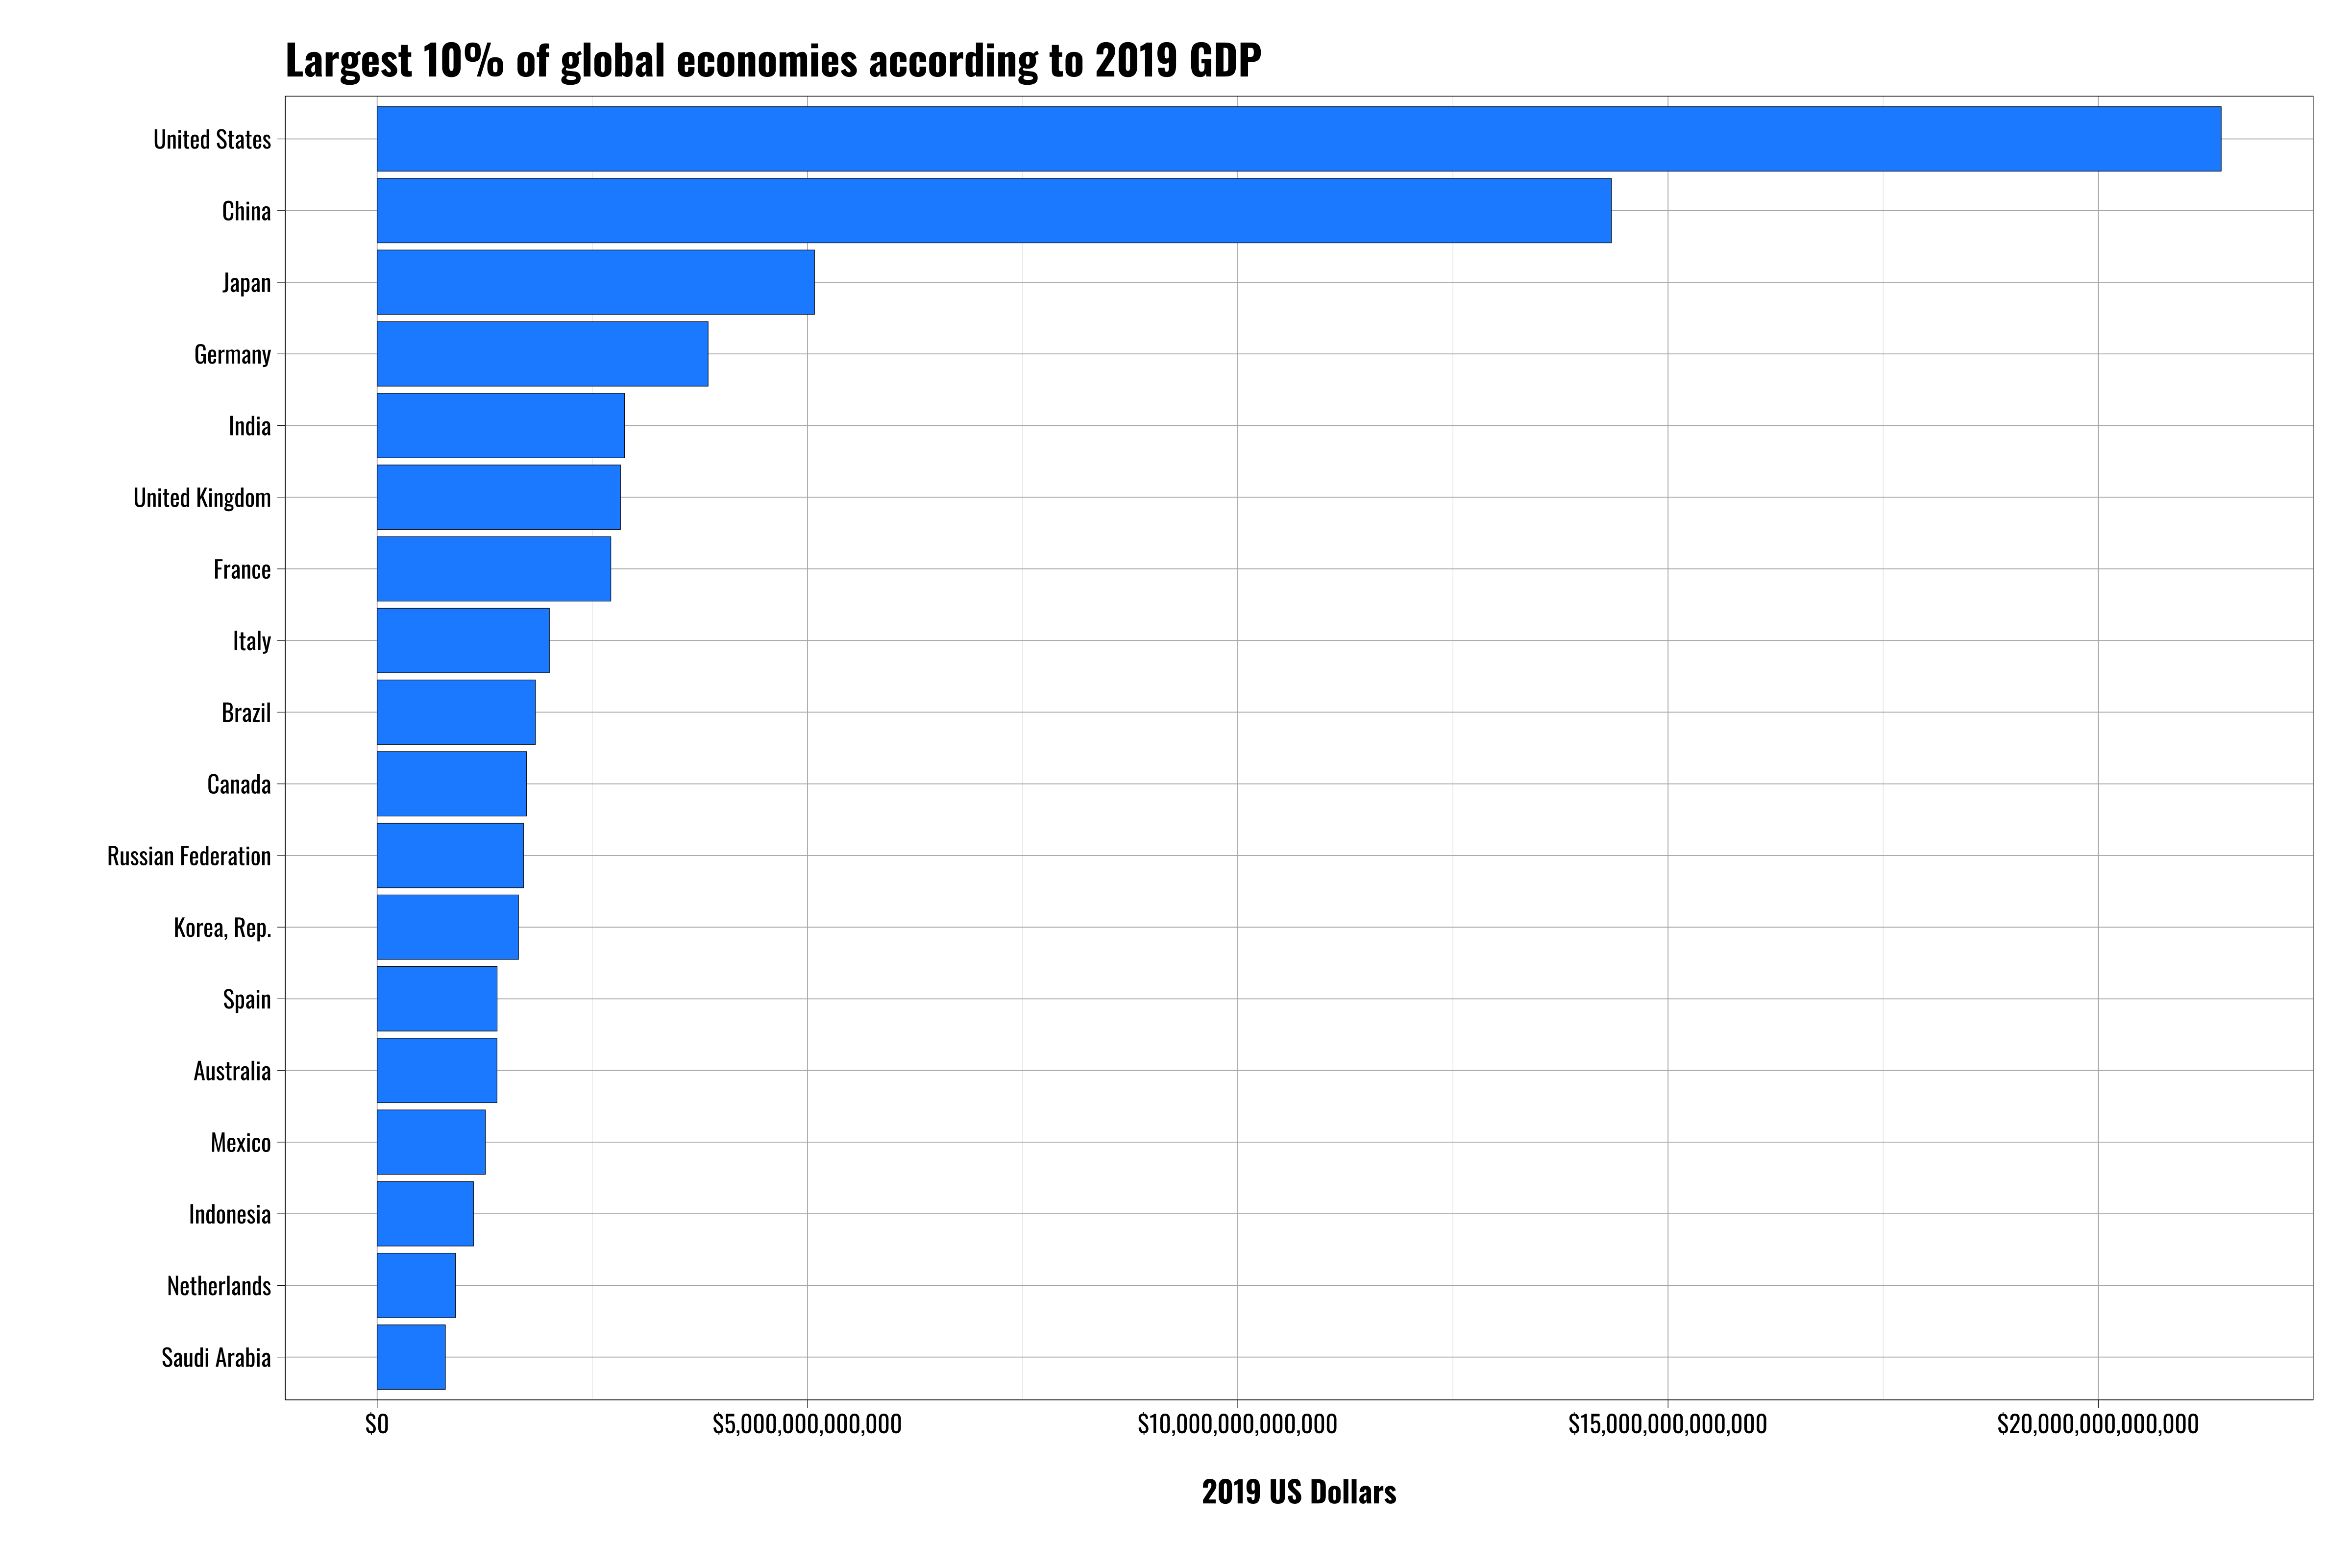 Largest 10% of global economies according to 2019 GDP
United States
China
Japan
Germany
India
United Kingdom
France
Italy
Brazil
Canada
Russian Federation
Korea, Rep.
Spain
Australia
Mexico
Indonesia
Netherlands
Saudi Arabia
$0 $5,000,000,000,000 $10,000,000,000,000 $15,000,000,000,000 $20,000,000,000,000
2019 US Dollars